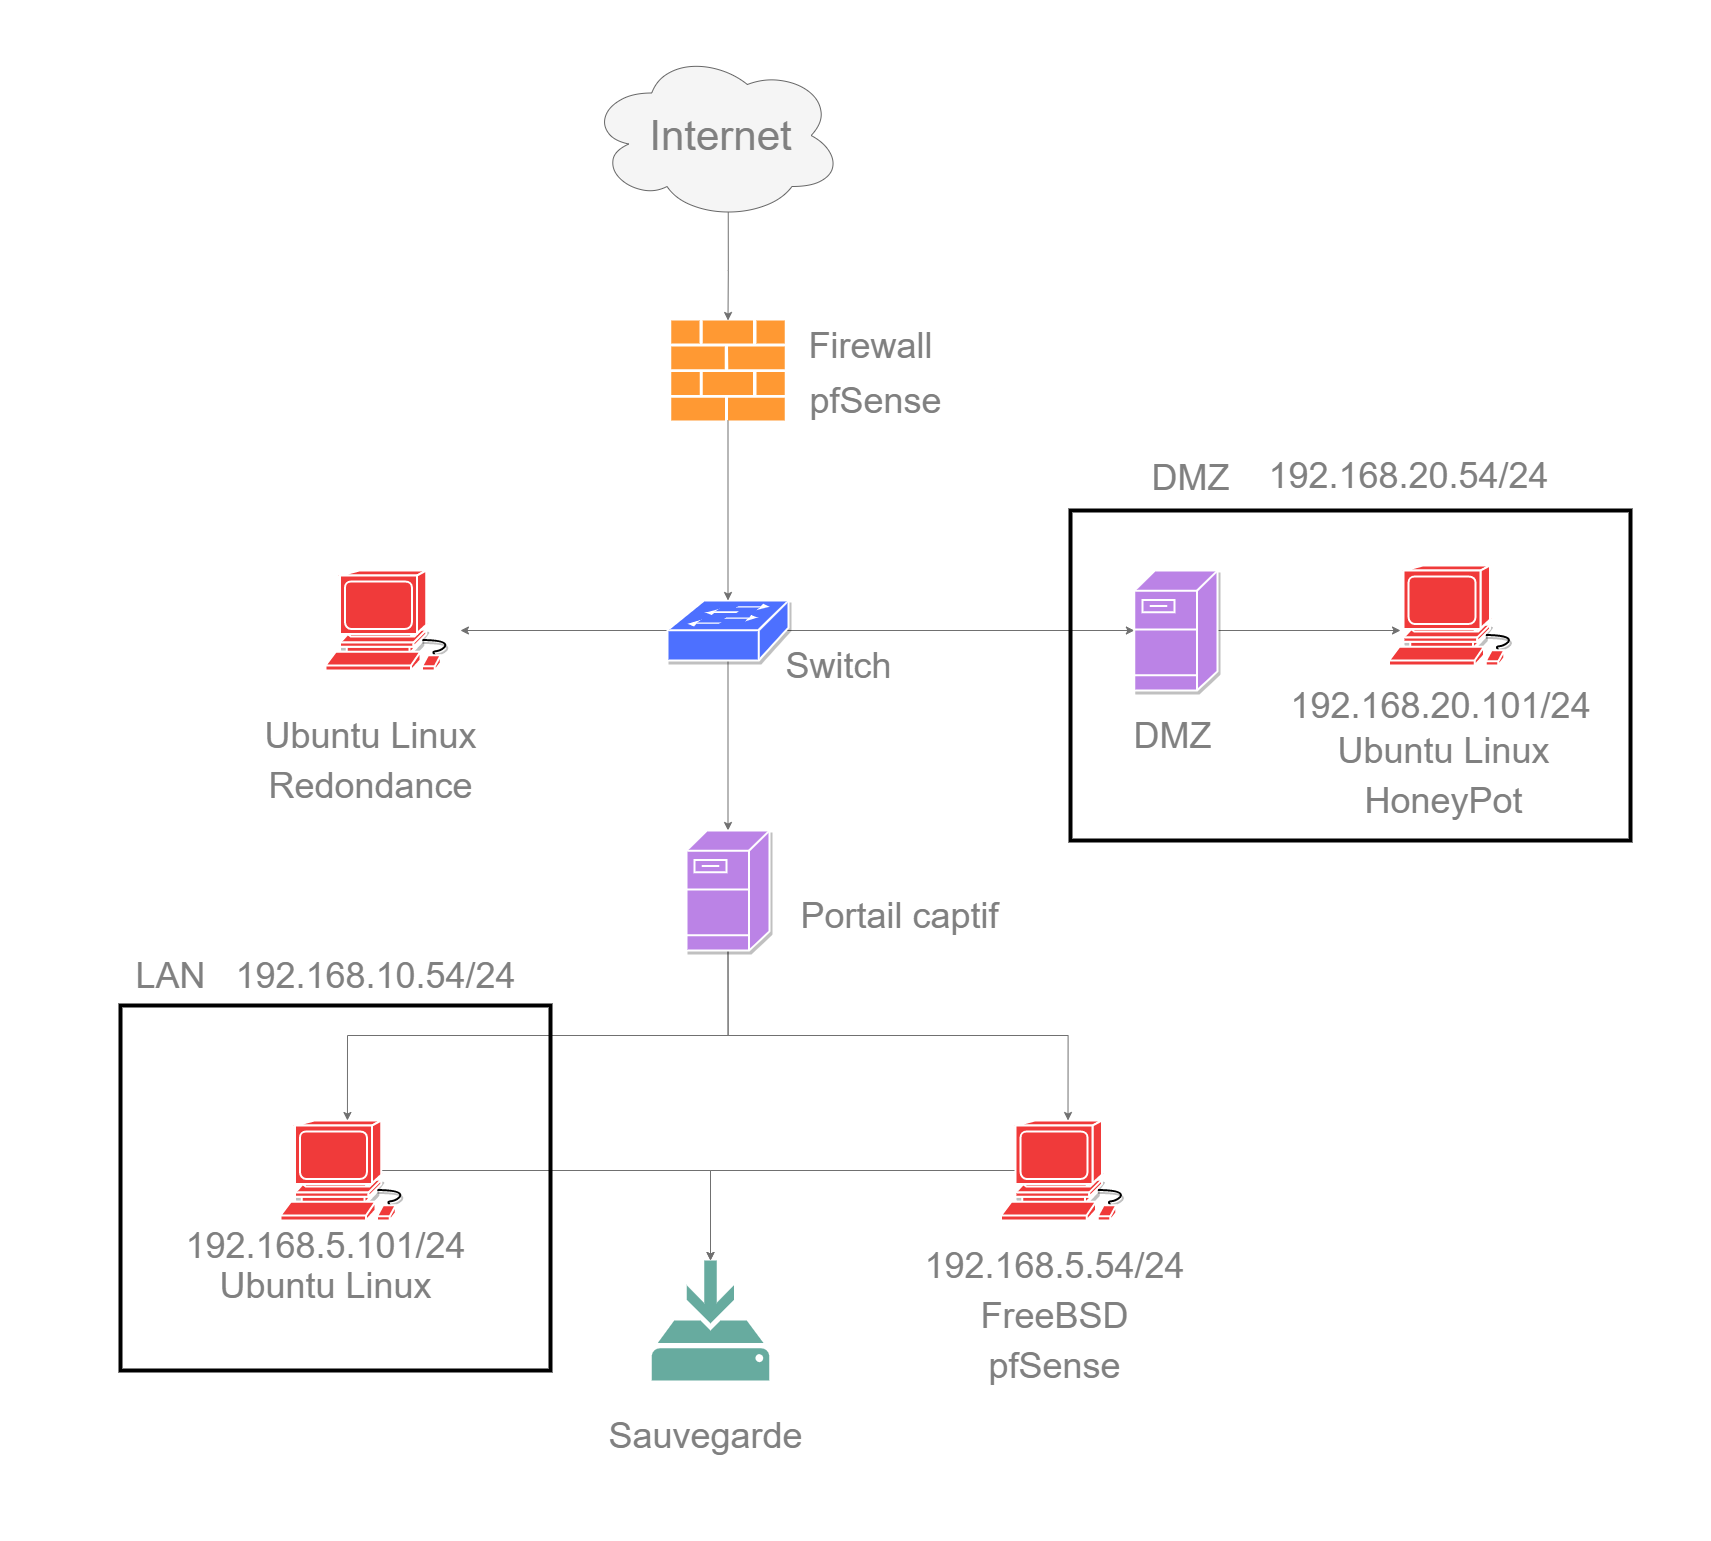 Internet
Firewall
pfSense
DMZ 192.168.20.54/24
Switch
Ubuntu Linux
Redondance
DMZ
192.168.20.101/24
Ubuntu Linux
HoneyPot
Portail captif
LAN 192.168.10.54/24
192.168.5.101/24
Ubuntu Linux
192.168.5.54/24
FreeBSD
pfSense
Sauvegarde